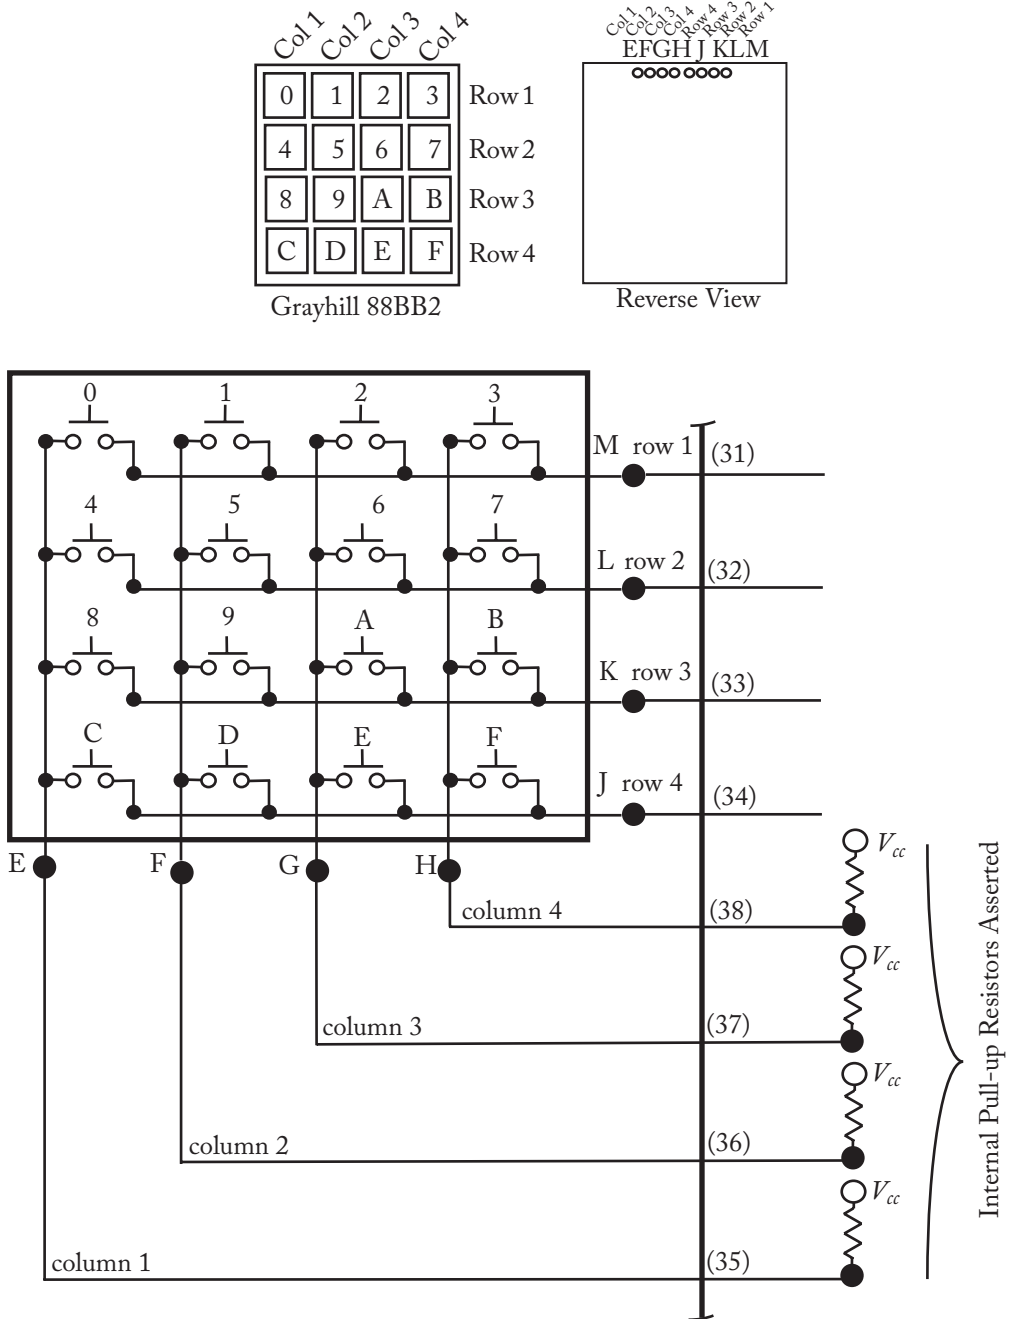 Col 1 Col 2 Col 3 Col 4
0 1 2 3 Row 1
4 5 6 7 Row 2
8 9 A B Row 3
C D E F Row 4
Grayhill 88BB2
Col 1 Col 2 Col 3 Col 4 Row 4 Row 3 Row 2 Row 1
EFGH J KLM
Reverse View
0 1 2 3
M row 1 (31)
4 5 6 7
L row 2 (32)
8 9 A B
K row 3 (33)
C D E F
J row 4 (34)
E F G H
Vcc
column 4 (38)
Vcc
column 3 (37)
Vcc
column 2 (36)
Vcc
column 1 (35)
Internal Pull-up Resistors Asserted